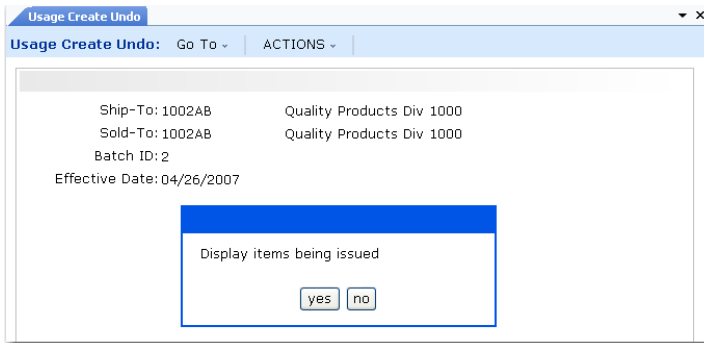 Usage Create Undo
Usage Create Undo: Go To ACTIONS
Ship-To: 1002AB Quality Products Div 1000
Sold-To: 1002AB Quality Products Div 1000
Batch ID: 2
Effective Date: 04/26/2007
Display items being issued
yes no